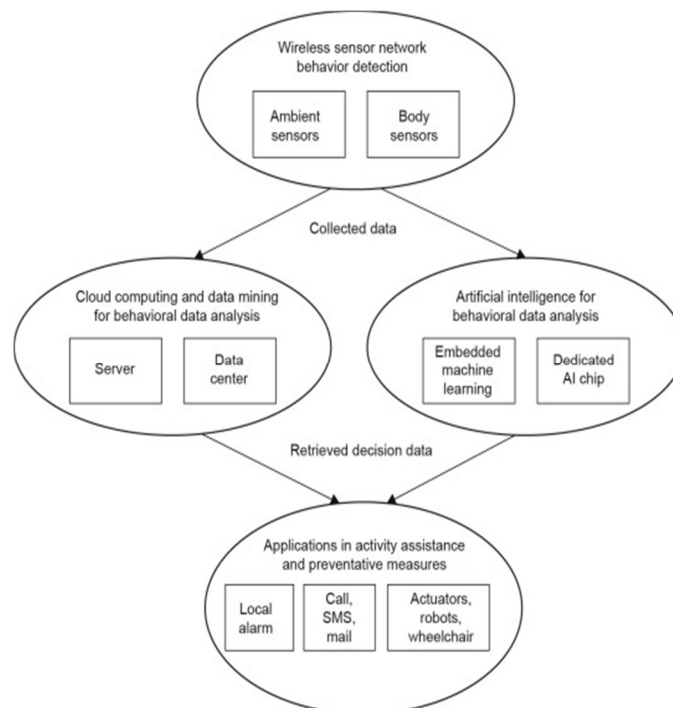 Wireless sensor network
behavior detection
Ambient
sensors
Body
sensors
Collected data
Cloud computing and data mining
for behavioral data analysis
Server
Data
center
Artificial intelligence for
behavioral data analysis
Embedded
machine
learning
Dedicated
AI chip
Retrieved decision data
Applications in activity assistance
and preventative measures
Local
alarm
Call,
SMS,
mail
Actuators,
robots,
wheelchair